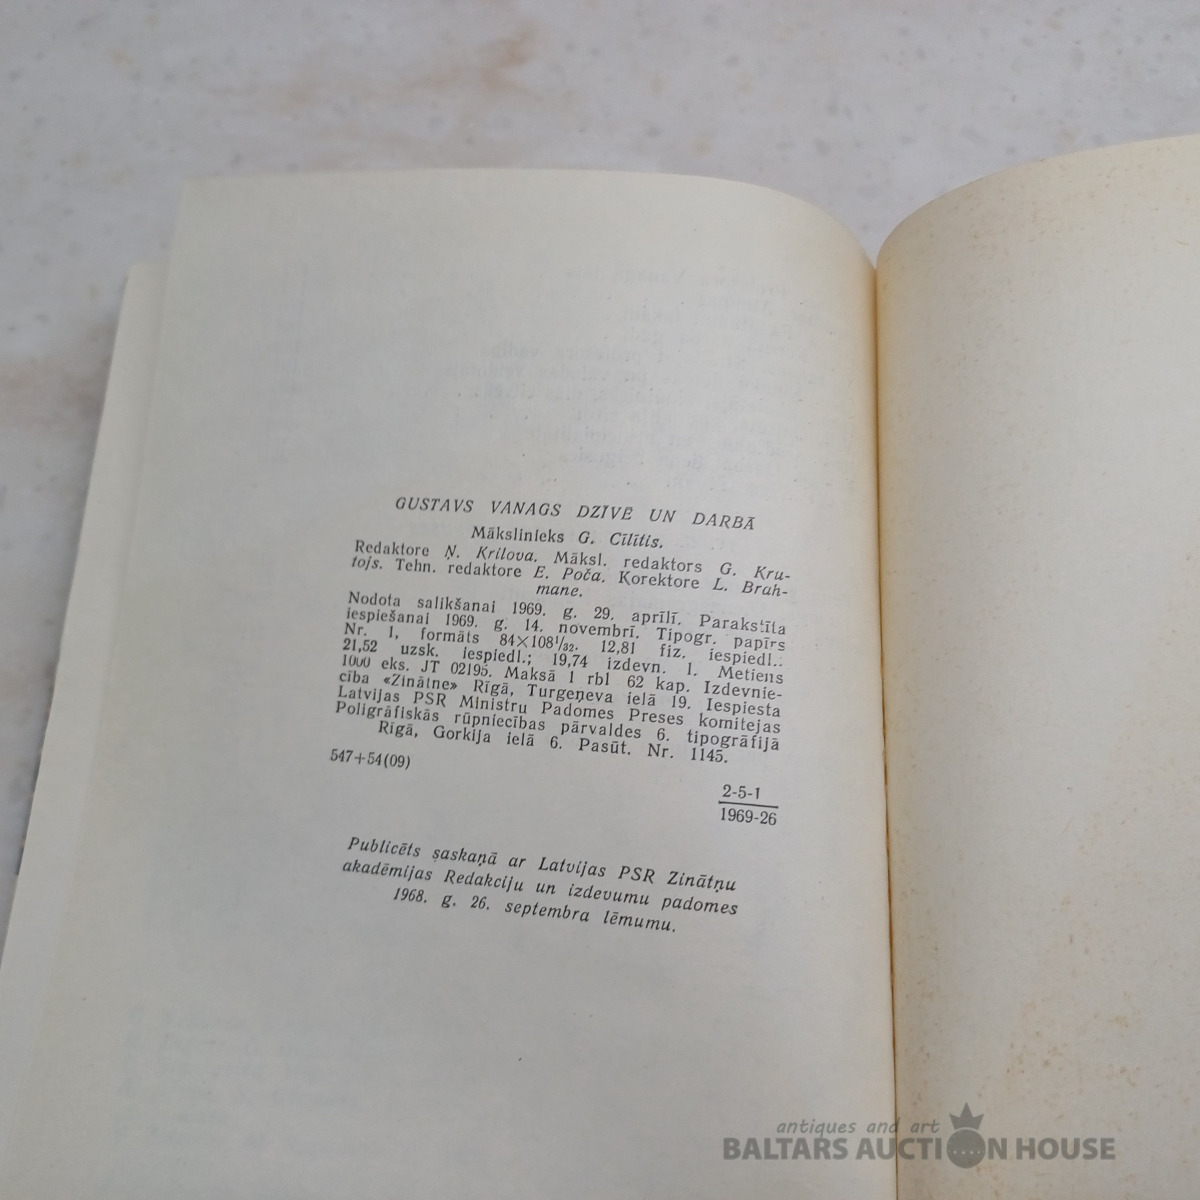 GUSTAVS VANAGS DZĪVĒ UN DARBĀ
Mākslinieks G. Cīlītis.
Redaktore Ņ. Krilova. Māksl. redaktors G. Kru-
tojs. Tehn. redaktore E. Poča. Korektore L. Brah-
mane.
Nodota salikšanai 1969. g. 29. aprīlī. Parakstīta
iespiešanai 1969. g. 14. novembrī. Tipogr. papīrs
Nr. 1, formāts 84×108¹/₃₂. 12,81 fiz. iespiedl.;
21,52 uzsk. iespiedl.; 19,74 izdevn. l. Metiens
1000 eks. JT 02195. Maksā 1 rbl 62 kap. Izdevnie-
cība «Zinātne» Rīgā, Turgeņeva ielā 19. Iespiesta
Latvijas PSR Ministru Padomes Preses komitejas
Poligrāfiskās rūpniecības pārvaldes 6. tipogrāfijā
Rīgā, Gorkija ielā 6. Pasūt. Nr. 1145.
547+54(09)
2-5-1
1969-26
Publicēts saskaņā ar Latvijas PSR Zinātņu
akadēmijas Redakciju un izdevumu padomes
1968. g. 26. septembra lēmumu.
antiques and art
BALTARS AUCTION HOUSE